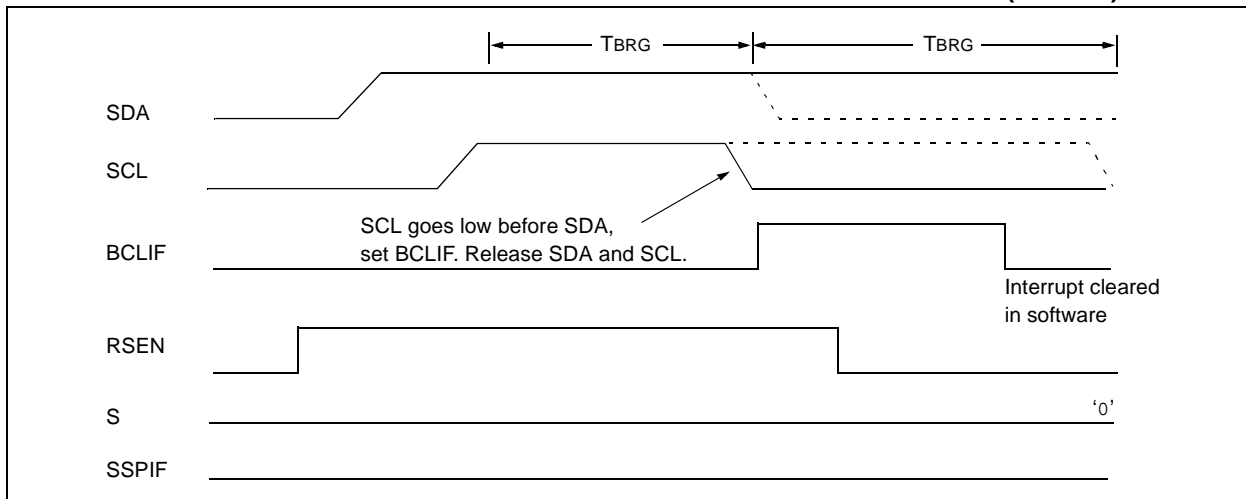 TBRG TBRG
SDA
SCL
SCL goes low before SDA,
set BCLIF. Release SDA and SCL.
BCLIF
Interrupt cleared
in software
RSEN
S
‘0’
SSPIF